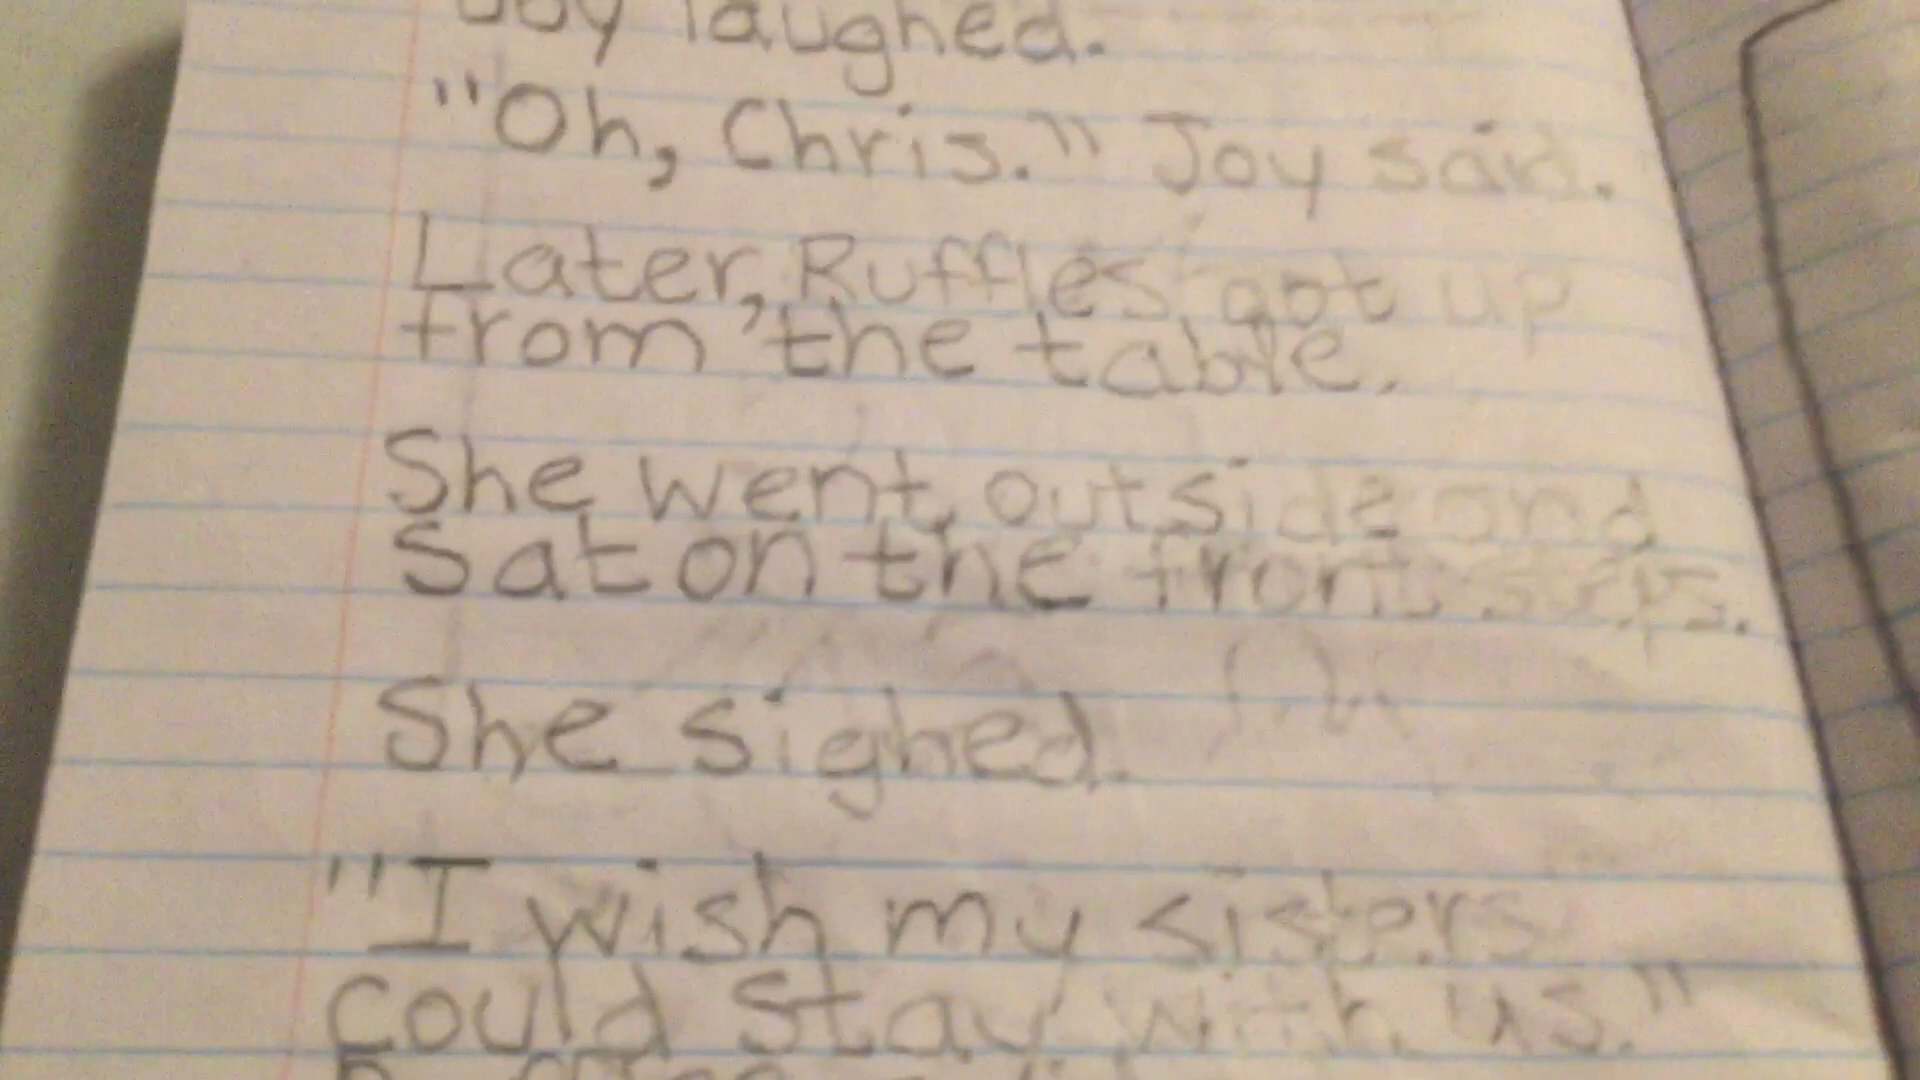 Joy laughed.
"Oh, Chris." Joy said.
Later, Ruffles got up
from the table.
She went outside and
sat on the front steps.
She sighed.
"I wish my sisters
could stay with us."